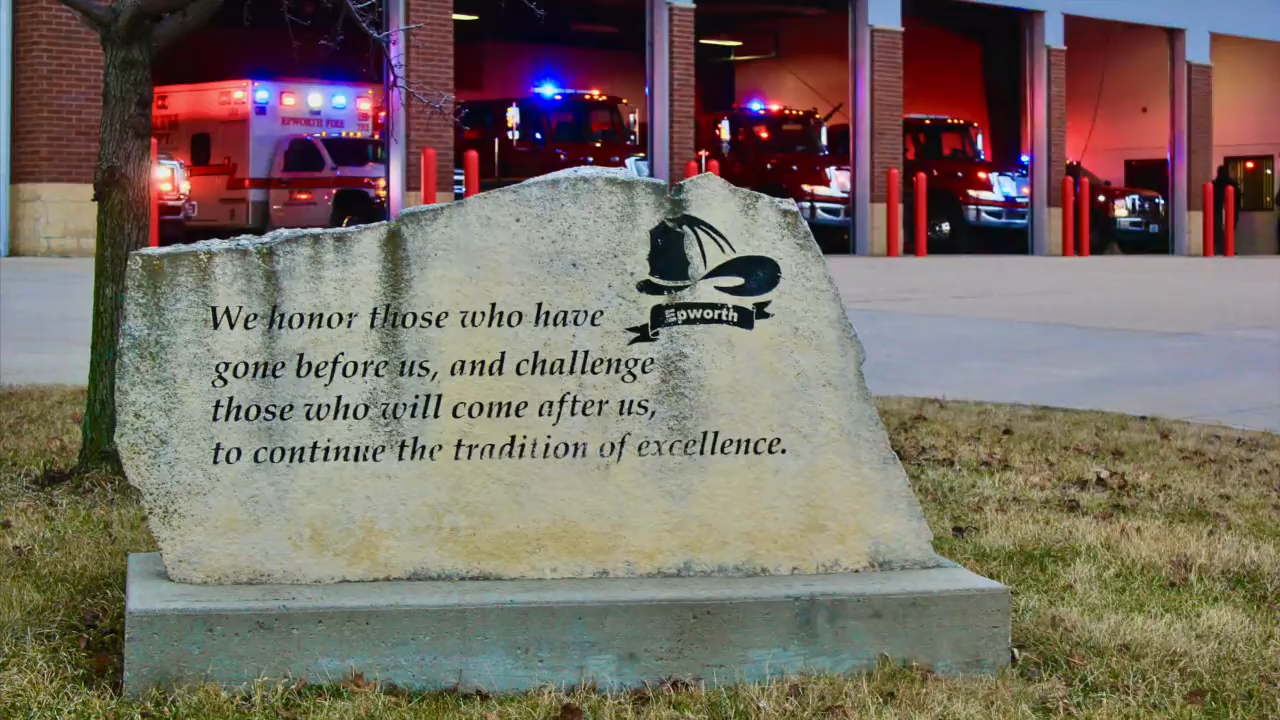 EPWORTH FIRE
Epworth
We honor those who have
gone before us, and challenge
those who will come after us,
to continue the tradition of excellence.